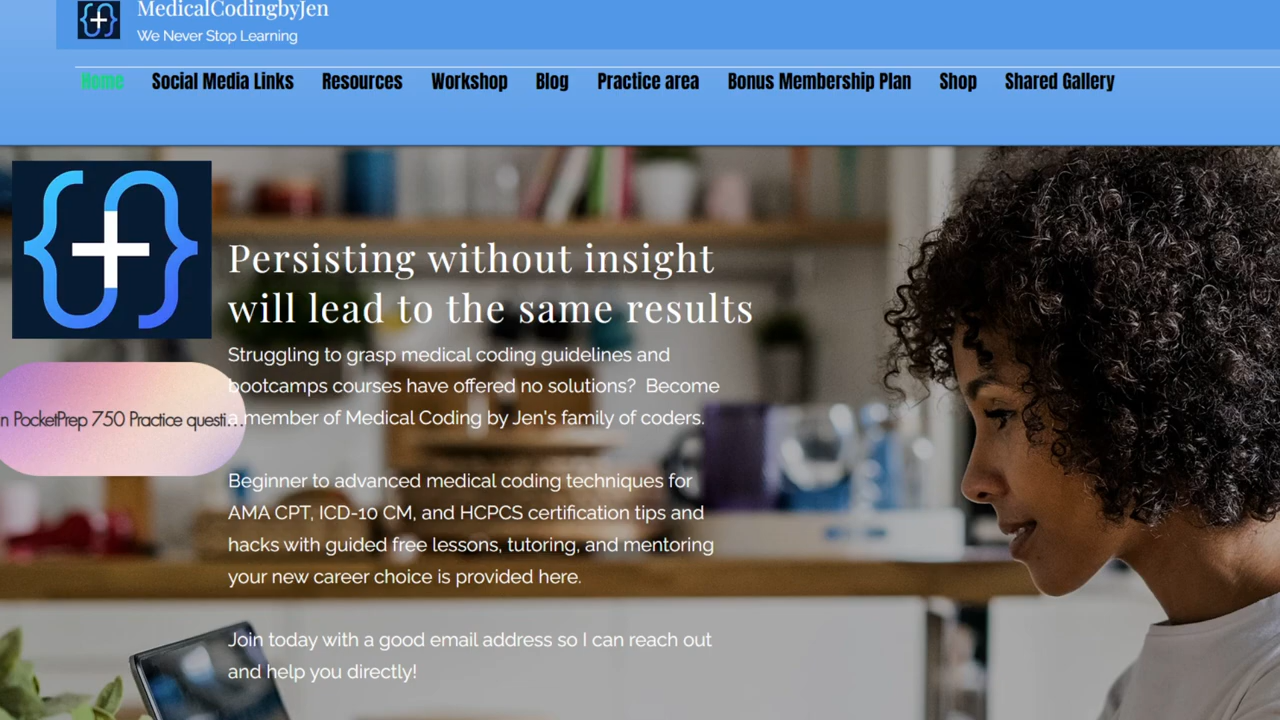 MedicalCodingbyJen
We Never Stop Learning
Home Social Media Links Resources Workshop Blog Practice area Bonus Membership Plan Shop Shared Gallery
Persisting without insight
will lead to the same results
Struggling to grasp medical coding guidelines and
bootcamps courses have offered no solutions? Become
a member of Medical Coding by Jen's family of coders.
n PocketPrep 750 Practice questi...
Beginner to advanced medical coding techniques for
AMA CPT, ICD-10 CM, and HCPCS certification tips and
hacks with guided free lessons, tutoring, and mentoring
your new career choice is provided here.
Join today with a good email address so I can reach out
and help you directly!